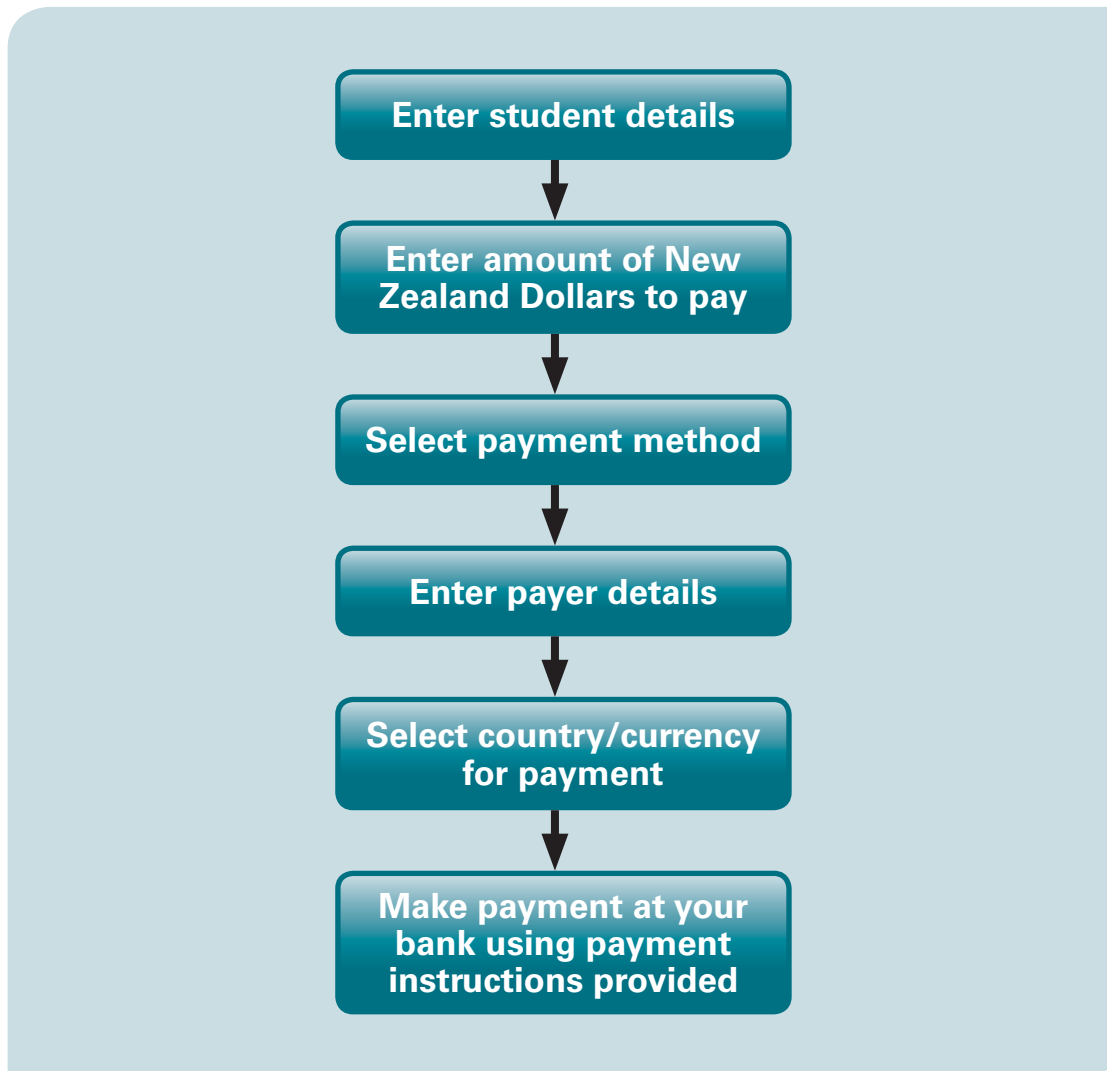 Enter student details
Enter amount of New
Zealand Dollars to pay
Select payment method
Enter payer details
Select country/currency
for payment
Make payment at your
bank using payment
instructions provided